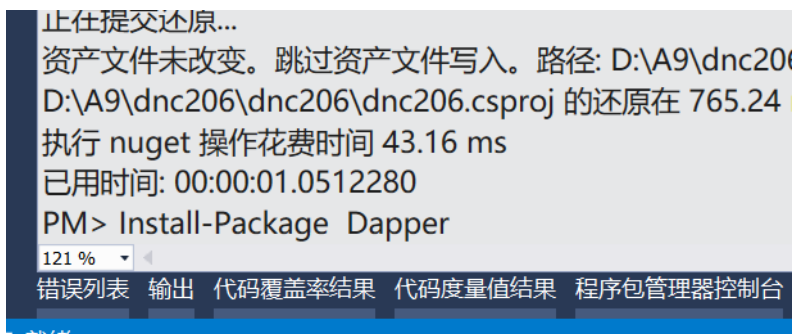 正在提交还原...
资产文件未改变。跳过资产文件写入。路径: D:\A9\dnc206
D:\A9\dnc206\dnc206\dnc206.csproj 的还原在 765.24
执行 nuget 操作花费时间 43.16 ms
已用时间: 00:00:01.0512280
PM> Install-Package  Dapper
121 %
错误列表 输出 代码覆盖率结果 代码度量值结果 程序包管理器控制台